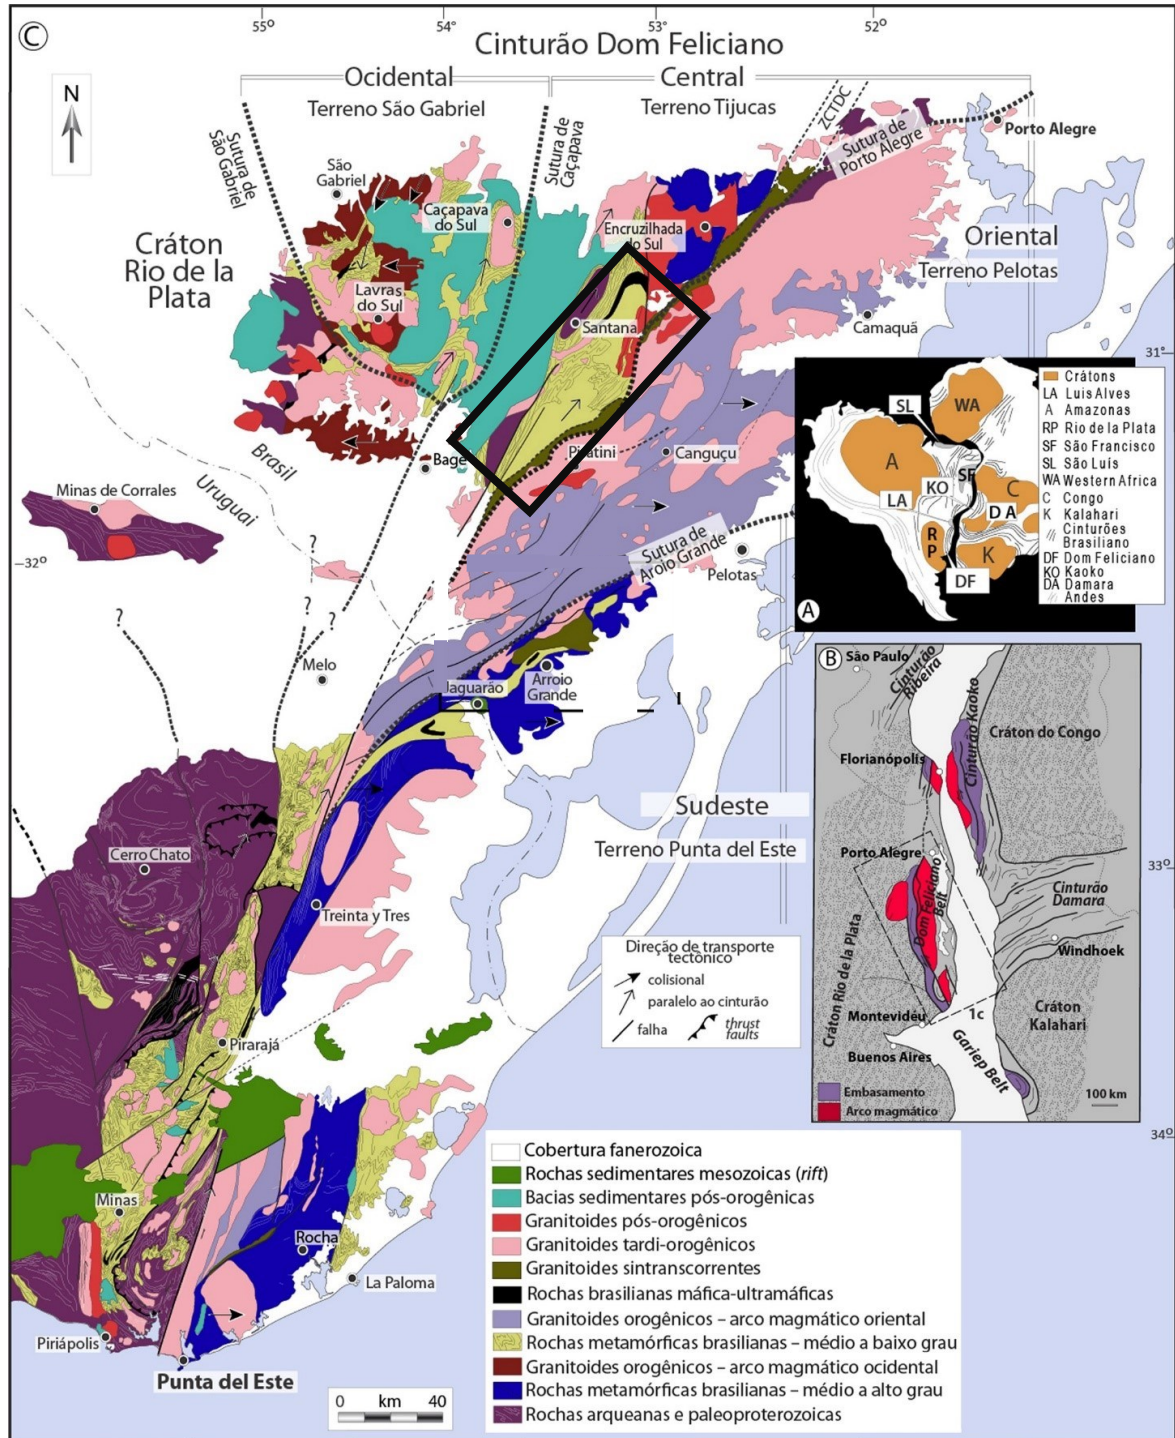 C
55º
54º
53º
52º
Cinturão Dom Feliciano
Ocidental
Central
Terreno São Gabriel
Terreno Tijucas
N
ZCTDC
Sutura de
São Gabriel
Sutura de
Caçapava
Sutura de
Porto Alegre
Porto Alegre
São
Gabriel
Caçapava
do Sul
Encruzilhada
do Sul
Oriental
Terreno Pelotas
Cráton
Rio de la
Plata
Lavras
do Sul
Santana
Camaquã
31º
Bagé
Piratini
Canguçu
Brasil
Uruguai
Minas de Corrales
Sutura de
Aroio Grande
Pelotas
32º
?
?
?
Melo
Jaguarão
Arroio
Grande
Sudeste
Terreno Punta del Este
Cerro Chato
Treinta y Tres
33º
Pirarajá
Minas
Rocha
La Paloma
Piriápolis
Punta del Este
34º
0 km 40
Direção de transporte
tectônico
colisional
paralelo ao cinturão
falha
thrust
faults
Cobertura fanerozoica
Rochas sedimentares mesozoicas (rift)
Bacias sedimentares pós-orogênicas
Granitoides pós-orogênicos
Granitoides tardi-orogênicos
Granitoides sintranscorrentes
Rochas brasilianas máfica-ultramáficas
Granitoides orogênicos – arco magmático oriental
Rochas metamórficas brasilianas – médio a baixo grau
Granitoides orogênicos – arco magmático ocidental
Rochas metamórficas brasilianas – médio a alto grau
Rochas arqueanas e paleoproterozoicas
A
SL
WA
A
KO
SF
C
LA
D A
R
P
K
DF
Crátons
LA Luis Alves
A Amazonas
RP Rio de la Plata
SF São Francisco
SL São Luís
WA Western Africa
C Congo
K Kalahari
Cinturões
Brasiliano
DF Dom Feliciano
KO Kaoko
DA Damara
Andes
B
São Paulo
Cinturão
Ribeira
Cinturão Kaoko
Cráton do Congo
Florianópolis
Porto Alegre
Dom Feliciano
Belt
Cinturão
Damara
Windhoek
Cráton Rio de la Plata
Montevidéu
1c
Cráton
Kalahari
Buenos Aires
Gariep Belt
Embasamento
Arco magmático
100 km